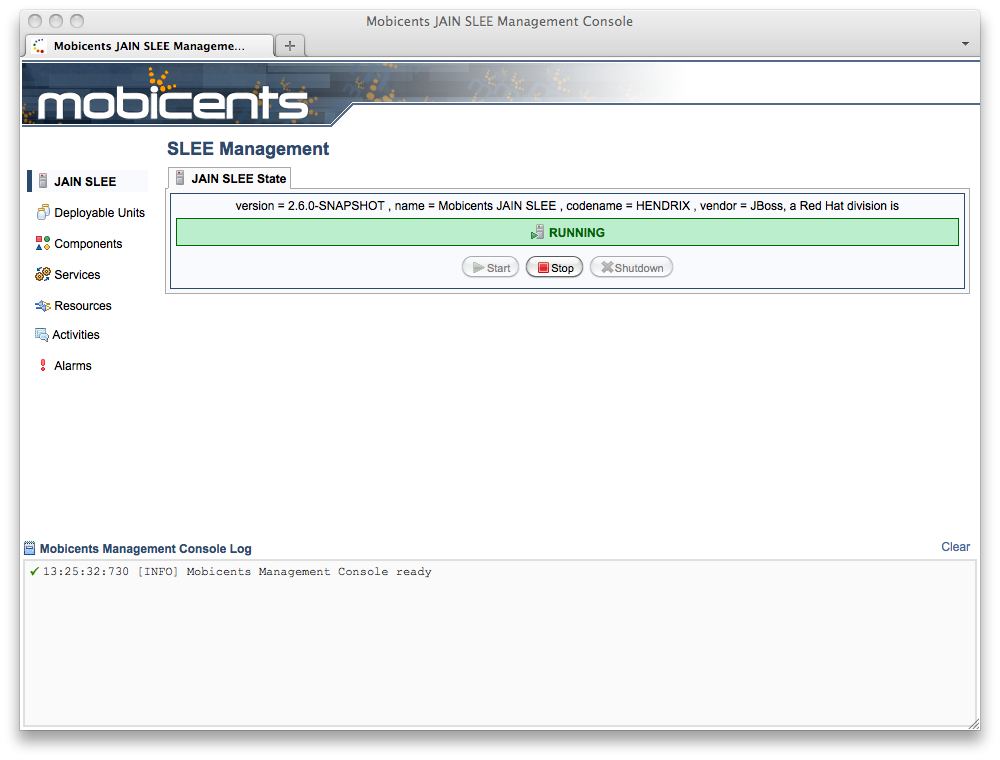 Mobicents JAIN SLEE Management Console
Mobicents JAIN SLEE Manageme...
mobicents
SLEE Management
JAIN SLEE
Deployable Units
Components
Services
Resources
Activities
Alarms
JAIN SLEE State
version = 2.6.0-SNAPSHOT , name = Mobicents JAIN SLEE , codename = HENDRIX , vendor = JBoss, a Red Hat division is
RUNNING
Start Stop Shutdown
Mobicents Management Console Log Clear
13:25:32:730 [INFO] Mobicents Management Console ready